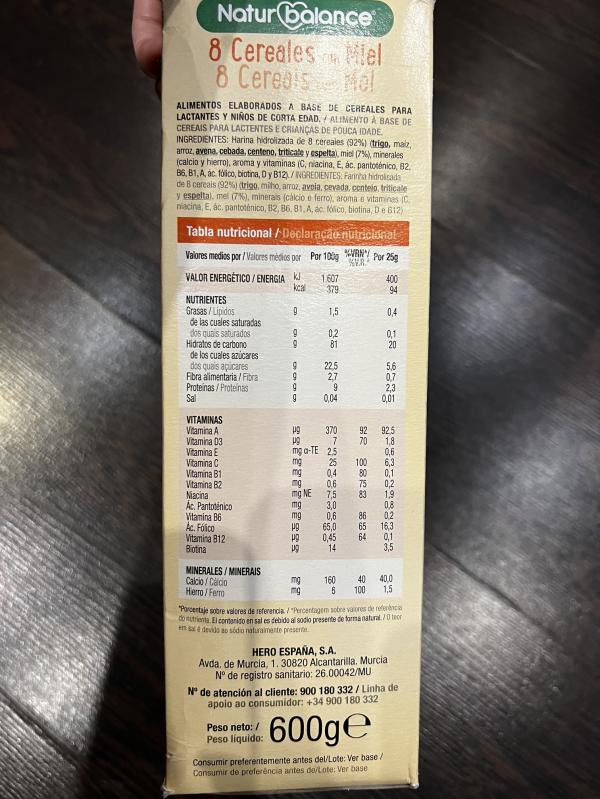 Naturbalance®
8 Cereales con Miel
8 Cereais Mel
ALIMENTOS ELABORADOS A BASE DE CEREALES PARA
LACTANTES Y NIÑOS DE CORTA EDAD. / ALIMENTO À BASE DE
CEREAIS PARA LACTENTES E CRIANÇAS DE POUCA IDADE.
INGREDIENTES: Harina hidrolizada de 8 cereales (92%) (trigo, maíz,
arroz, avena, cebada, centeno, triticale y espelta), miel (7%), minerales
(calcio y hierro), aroma y vitaminas (C, niacina, E, ác. pantoténico, B2,
B6, B1, A, ác. fólico, biotina, D y B12). / INGREDIENTES: Farinha hidrolisada
de 8 cereais (92%) (trigo, milho, arroz, aveia, cevada, centeio, triticale
y espelta), mel (7%), minerais (cálcio e ferro), aroma e vitaminas (C,
niacina, E, ác. pantoténico, B2, B6, B1, A, ác. fólico, biotina, D e B12)
Tabla nutricional / Declaração nutricional
Valores medios por / Valores médios por Por 100g %VRN*/ Por 25g
%V.R.*
VALOR ENERGÉTICO / ENERGIA kJ 1.607 400
kcal 379 94
NUTRIENTES
Grasas / Lípidos g 1,5 0,4
de las cuales saturadas
dos quais saturados g 0,2 0,1
Hidratos de carbono g 81 20
de los cuales azúcares
dos quais açúcares g 22,5 5,6
Fibra alimentaria / Fibra g 2,7 0,7
Proteínas / Proteínas g 9 2,3
Sal g 0,04 0,01
VITAMINAS
Vitamina A µg 370 92 92,5
Vitamina D3 µg 7 70 1,8
Vitamina E mg α-TE 2,5 0,6
Vitamina C mg 25 100 6,3
Vitamina B1 mg 0,4 80 0,1
Vitamina B2 mg 0,6 75 0,2
Niacina mg NE 7,5 83 1,9
Ác. Pantoténico mg 3,0 0,8
Vitamina B6 mg 0,6 86 0,2
Ác. Fólico µg 65,0 65 16,3
Vitamina B12 µg 0,45 64 0,1
Biotina µg 14 3,5
MINERALES / MINERAIS
Calcio / Cálcio mg 160 40 40,0
Hierro / Ferro mg 6 100 1,5
*Porcentaje sobre valores de referencia. / *Percentagem sobre valores de referência
do nutriente. El contenido en sal es debido al sodio presente de forma natural. / O teor
em sal é devido ao sódio naturalmente presente.
HERO ESPAÑA, S.A.
Avda. de Murcia, 1. 30820 Alcantarilla. Murcia
Nº de registro sanitario: 26.00042/MU
Nº de atención al cliente: 900 180 332 / Linha de
apoio ao consumidor: +34 900 180 332
Peso neto: / 600g e
Peso líquido:
Consumir preferentemente antes del/Lote: Ver base /
Consumir de preferência antes de/Lote: Ver base